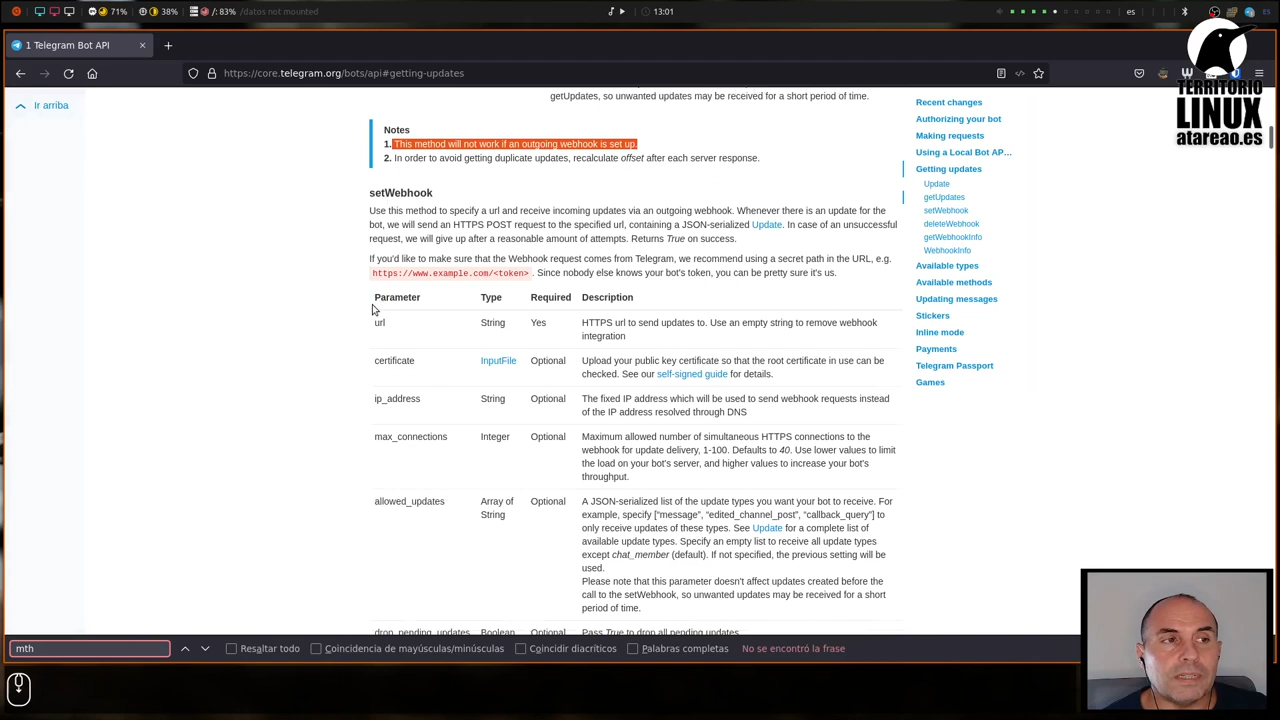 71%
38%
/: 83%
/datos not mounted
13:01
es
ES
1 Telegram Bot API
https://core.telegram.org/bots/api#getting-updates
TERRITORIO
LINUX
atareao.es
Ir arriba
getUpdates, so unwanted updates may be received for a short period of time.
Notes
1. This method will not work if an outgoing webhook is set up.
2. In order to avoid getting duplicate updates, recalculate offset after each server response.
setWebhook
Use this method to specify a url and receive incoming updates via an outgoing webhook. Whenever there is an update for the
bot, we will send an HTTPS POST request to the specified url, containing a JSON-serialized Update. In case of an unsuccessful
request, we will give up after a reasonable amount of attempts. Returns True on success.
If you'd like to make sure that the Webhook request comes from Telegram, we recommend using a secret path in the URL, e.g.
https://www.example.com/<token>. Since nobody else knows your bot's token, you can be pretty sure it's us.
Parameter Type Required Description
url String Yes HTTPS url to send updates to. Use an empty string to remove webhook
integration
certificate InputFile Optional Upload your public key certificate so that the root certificate in use can be
checked. See our self-signed guide for details.
ip_address String Optional The fixed IP address which will be used to send webhook requests instead
of the IP address resolved through DNS
max_connections Integer Optional Maximum allowed number of simultaneous HTTPS connections to the
webhook for update delivery, 1-100. Defaults to 40. Use lower values to limit
the load on your bot's server, and higher values to increase your bot's
throughput.
allowed_updates Array of Optional A JSON-serialized list of the update types you want your bot to receive. For
String example, specify [“message”, “edited_channel_post”, “callback_query”] to
only receive updates of these types. See Update for a complete list of
available update types. Specify an empty list to receive all update types
except chat_member (default). If not specified, the previous setting will be
used.
Please note that this parameter doesn't affect updates created before the
call to the setWebhook, so unwanted updates may be received for a short
period of time.
drop_pending_updates Boolean Optional Pass True to drop all pending updates
Recent changes
Authorizing your bot
Making requests
Using a Local Bot AP…
Getting updates
Update
getUpdates
setWebhook
deleteWebhook
getWebhookInfo
WebhookInfo
Available types
Available methods
Updating messages
Stickers
Inline mode
Payments
Telegram Passport
Games
mth
Resaltar todo
Coincidencia de mayúsculas/minúsculas
Coincidir diacríticos
Palabras completas
No se encontró la frase